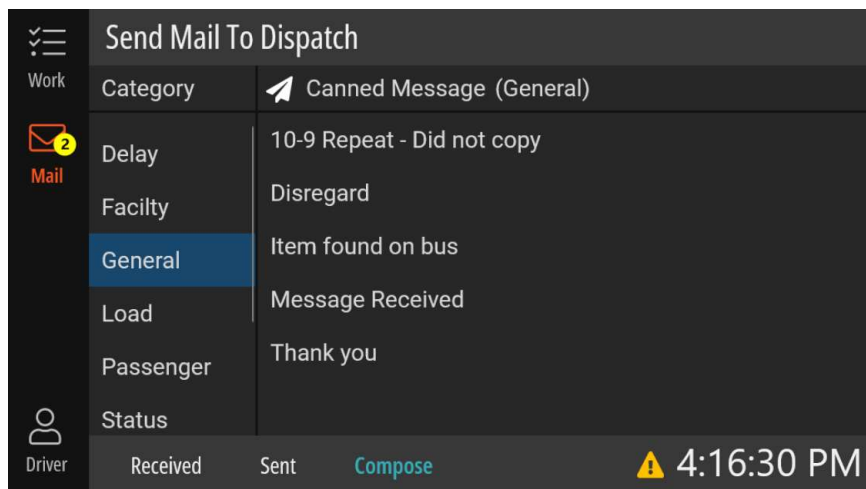 Send Mail To Dispatch
Work
Category
Canned Message (General)
2
Mail
Delay
Facilty
General
Load
Passenger
Status
10-9 Repeat - Did not copy
Disregard
Item found on bus
Message Received
Thank you
Driver
Received Sent Compose 4:16:30 PM